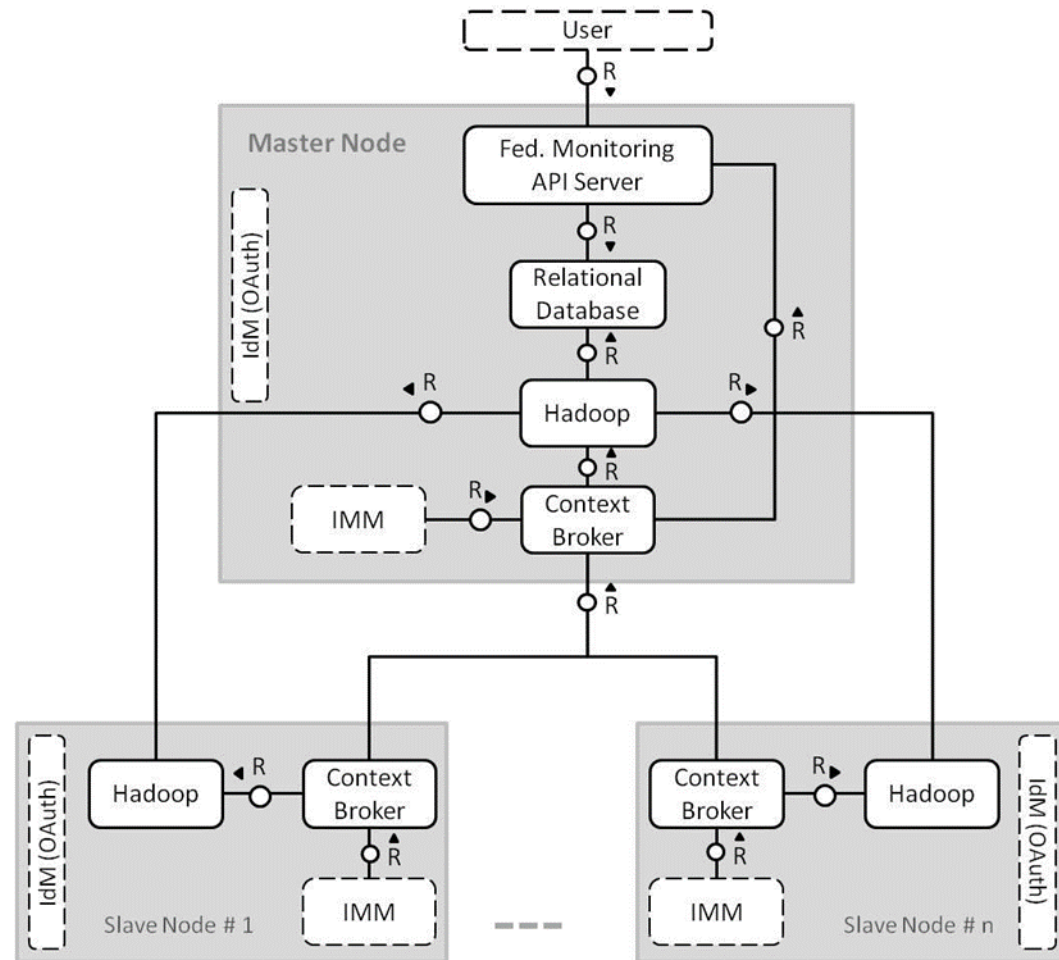 User
R
Master Node
Fed. Monitoring
API Server
IdM (OAuth)
R
Relational
Database
R
R
R
R
Hadoop
R
IMM
R
Context
Broker
R
Hadoop
R
Context
Broker
R
IMM
IdM (OAuth)
Slave Node # 1
Context
Broker
R
Hadoop
R
IMM
IdM (OAuth)
Slave Node # n